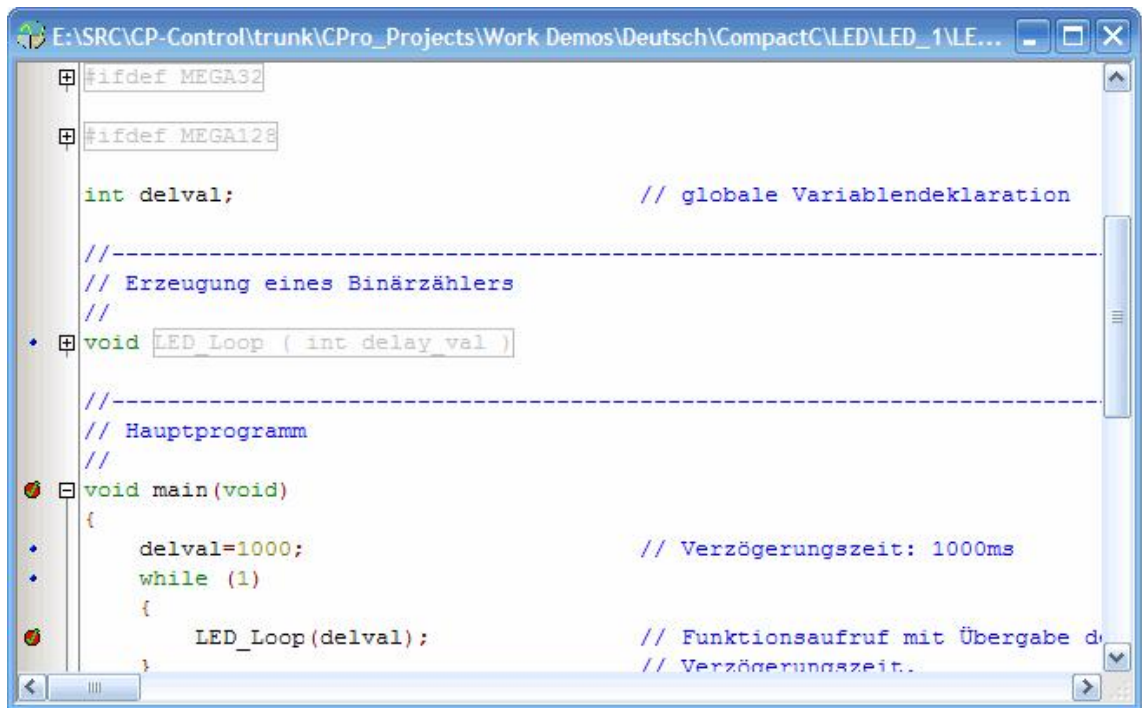 E:\SRC\CP-Control\trunk\CPro_Projects\Work Demos\Deutsch\CompactC\LED\LED_1\LE...
#ifdef MEGA32
#ifdef MEGA128
int delval; // globale Variablendeklaration
//--------------------------------------------------------------------------
// Erzeugung eines Binärzählers
//
void LED_Loop ( int delay_val )
//--------------------------------------------------------------------------
// Hauptprogramm
//
void main(void)
{
delval=1000; // Verzögerungszeit: 1000ms
while (1)
{
LED_Loop(delval); // Funktionsaufruf mit Übergabe de
} // Verzögerungszeit.